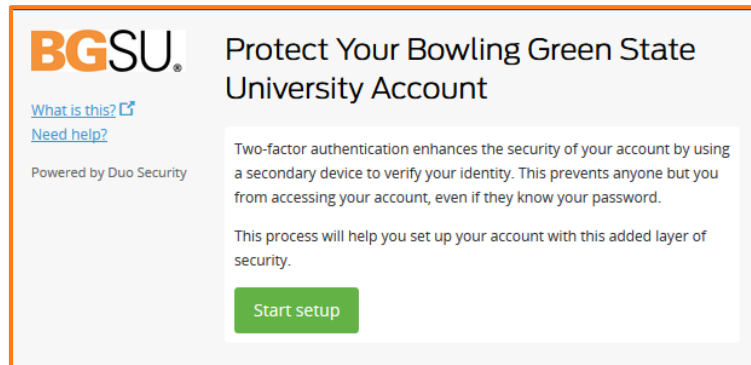 BGSU®
What is this?
Need help?
Powered by Duo Security
Protect Your Bowling Green State
University Account
Two-factor authentication enhances the security of your account by using
a secondary device to verify your identity. This prevents anyone but you
from accessing your account, even if they know your password.
This process will help you set up your account with this added layer of
security.
Start setup